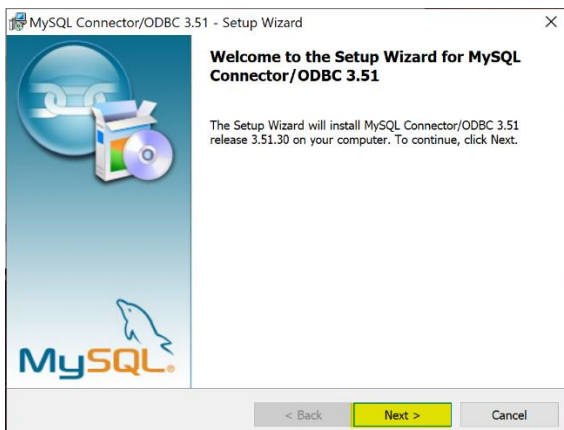 MySQL Connector/ODBC 3.51 - Setup Wizard
Welcome to the Setup Wizard for MySQL
Connector/ODBC 3.51
The Setup Wizard will install MySQL Connector/ODBC 3.51
release 3.51.30 on your computer. To continue, click Next.
MySQL®
< Back Next > Cancel